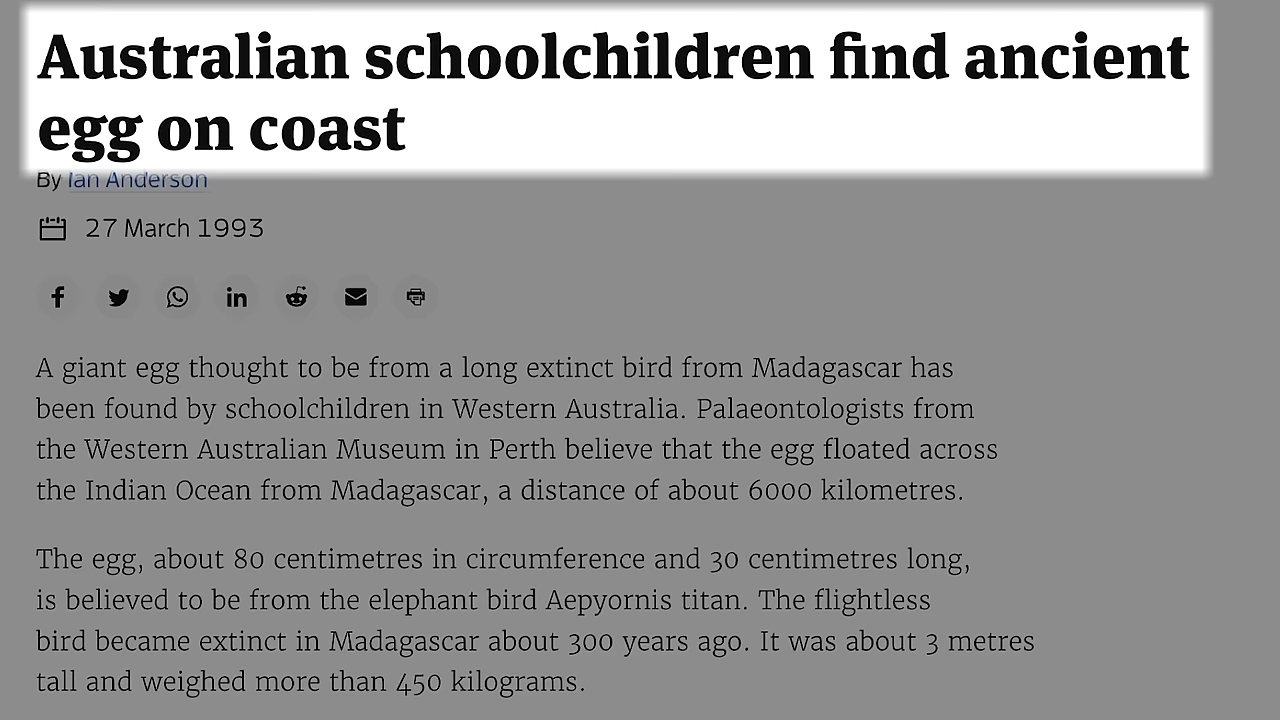 Australian schoolchildren find ancient
egg on coast
By Ian Anderson
27 March 1993
A giant egg thought to be from a long extinct bird from Madagascar has
been found by schoolchildren in Western Australia. Palaeontologists from
the Western Australian Museum in Perth believe that the egg floated across
the Indian Ocean from Madagascar, a distance of about 6000 kilometres.
The egg, about 80 centimetres in circumference and 30 centimetres long,
is believed to be from the elephant bird Aepyornis titan. The flightless
bird became extinct in Madagascar about 300 years ago. It was about 3 metres
tall and weighed more than 450 kilograms.